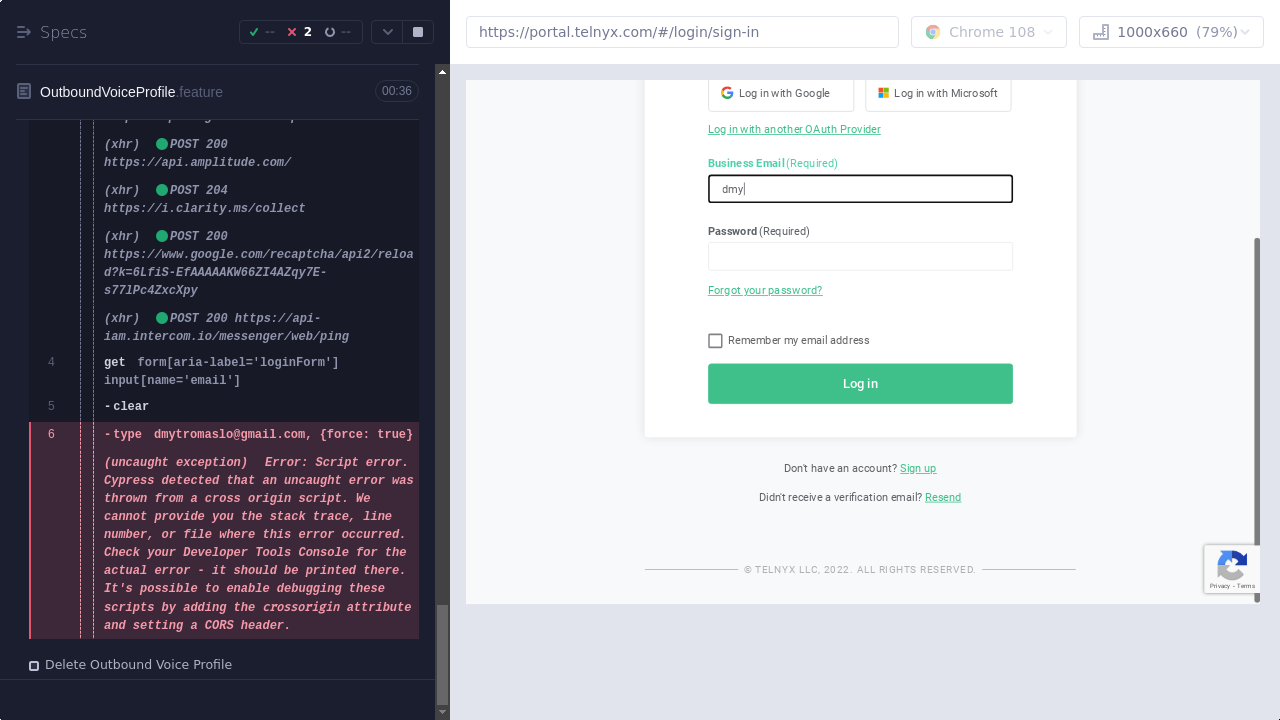 Specs
--
2
--
https://portal.telnyx.com/#/login/sign-in
Chrome 108
1000x660 (79%)
OutboundVoiceProfile.feature
00:36
(xhr) POST 200
https://api.amplitude.com/
(xhr) POST 204
https://i.clarity.ms/collect
(xhr) POST 200
https://www.google.com/recaptcha/api2/reloa
d?k=6LfiS-EfAAAAAKW66ZI4AZqy7E-
s77lPc4ZxcXpy
(xhr) POST 200 https://api-
iam.intercom.io/messenger/web/ping
4 get form[aria-label='loginForm']
input[name='email']
5 -clear
6 -type dmytromaslo@gmail.com, {force: true}
(uncaught exception) Error: Script error.
Cypress detected that an uncaught error was
thrown from a cross origin script. We
cannot provide you the stack trace, line
number, or file where this error occurred.
Check your Developer Tools Console for the
actual error - it should be printed there.
It's possible to enable debugging these
scripts by adding the crossorigin attribute
and setting a CORS header.
Delete Outbound Voice Profile
Log in with Google
Log in with Microsoft
Log in with another OAuth Provider
Business Email (Required)
dmy
Password (Required)
Forgot your password?
Remember my email address
Log in
Don't have an account? Sign up
Didn't receive a verification email? Resend
© TELNYX LLC, 2022. ALL RIGHTS RESERVED.
Privacy - Terms